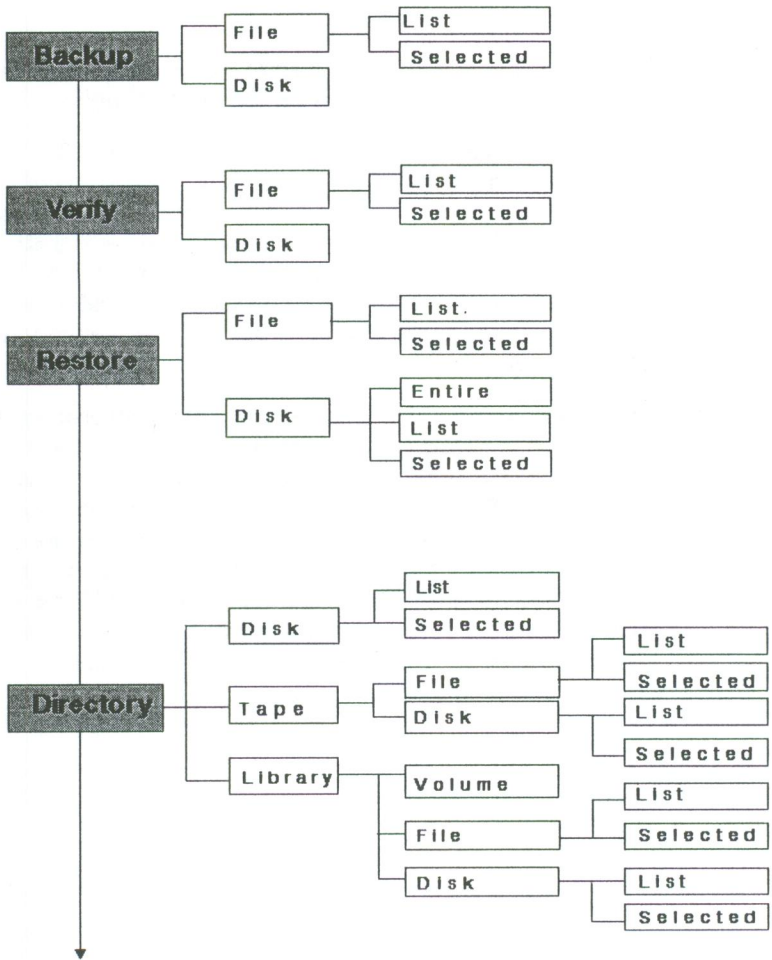 Backup
File
List
Selected
Disk
Verify
File
List
Selected
Disk
Restore
File
List.
Selected
Disk
Entire
List
Selected
Directory
Disk
List
Selected
Tape
File
List
Selected
Disk
List
Selected
Library
Volume
File
List
Selected
Disk
List
Selected